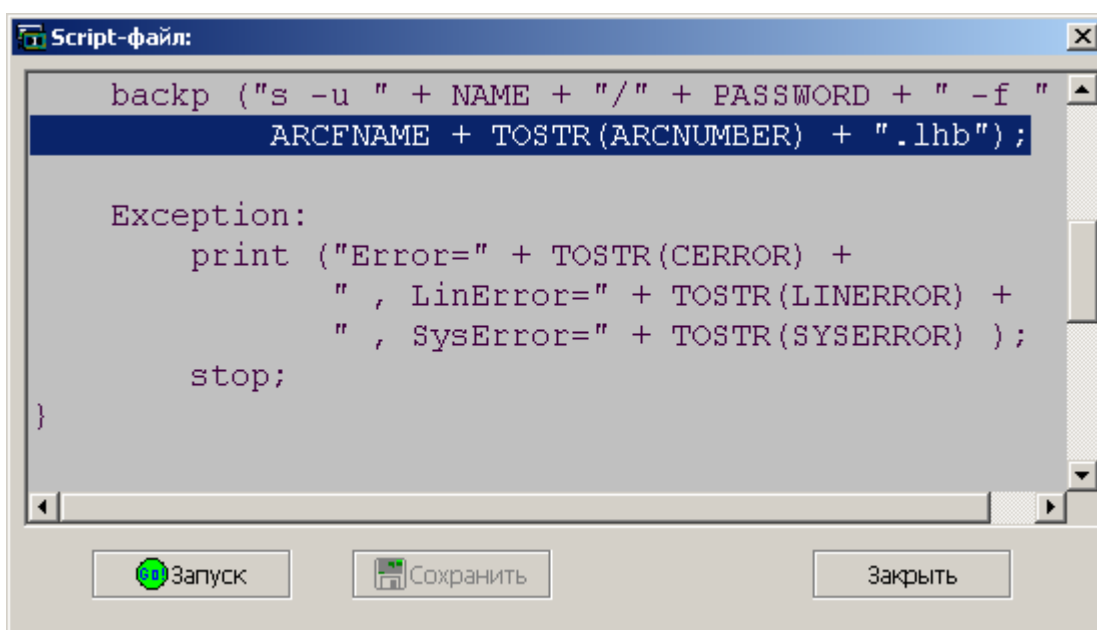 Script-файл:
backp ("s -u " + NAME + "/" + PASSWORD + " -f "
ARCFNAME + TOSTR(ARCNUMBER) + ".lhb");
Exception:
print ("Error=" + TOSTR(CERROR) +
" , LinError=" + TOSTR(LINERROR) +
" , SysError=" + TOSTR(SYSERROR) );
stop;
}
GO! Запуск
Сохранить
Закрыть